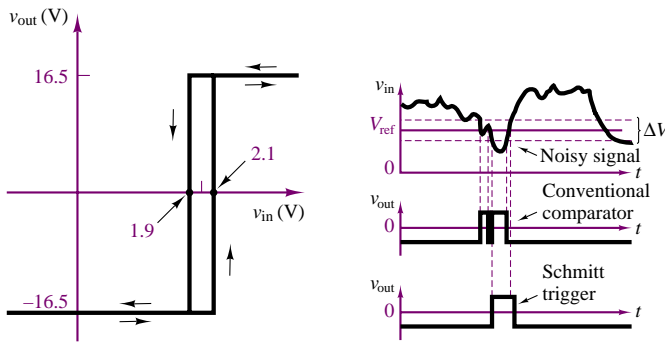 v_out (V)
16.5
2.1
1.9
v_in (V)
−16.5
v_in
V_ref
ΔV
Noisy signal
0
t
v_out
Conventional
comparator
0
t
v_out
Schmitt
trigger
0
t